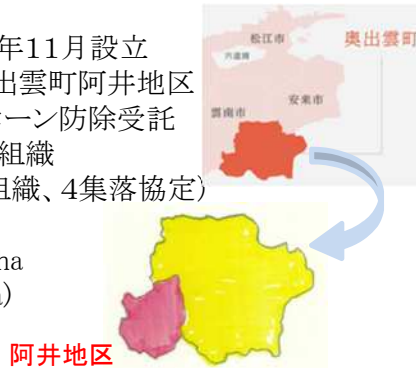 年11月設立
出雲町阿井地区
ーン防除受託
組織
組織、4集落協定)
na
)
松江市
宍道湖
安来市
雲南市
奥出雲町
阿井地区